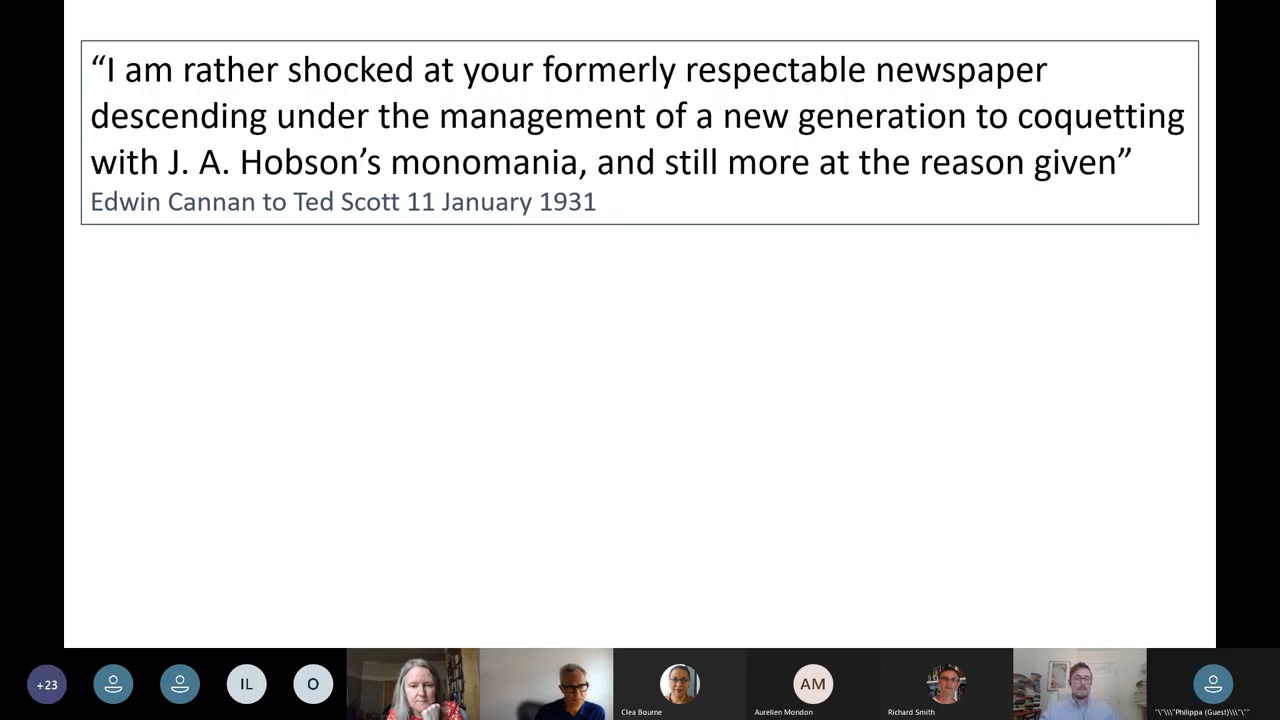 “I am rather shocked at your formerly respectable newspaper
descending under the management of a new generation to coquetting
with J. A. Hobson’s monomania, and still more at the reason given”
Edwin Cannan to Ted Scott 11 January 1931
+23
IL
O
Clea Bourne
AM
Aurelien Mondon
Richard Smith
"\"\\\"Philippa (Guest)\\\"\""